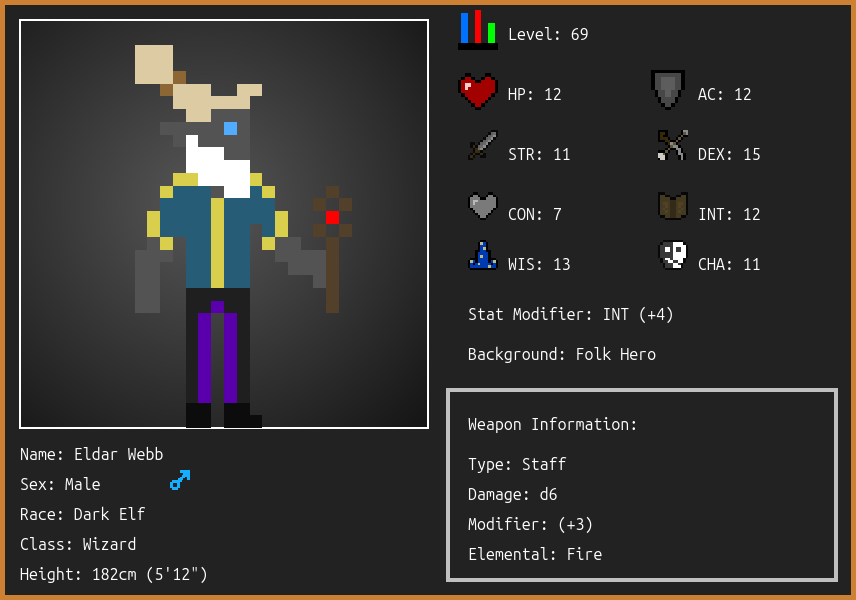 Level: 69
HP: 12
AC: 12
STR: 11
DEX: 15
CON: 7
INT: 12
WIS: 13
CHA: 11
Stat Modifier: INT (+4)
Background: Folk Hero
Weapon Information:
Type: Staff
Damage: d6
Modifier: (+3)
Elemental: Fire
Name: Eldar Webb
Sex: Male
Race: Dark Elf
Class: Wizard
Height: 182cm (5'12")